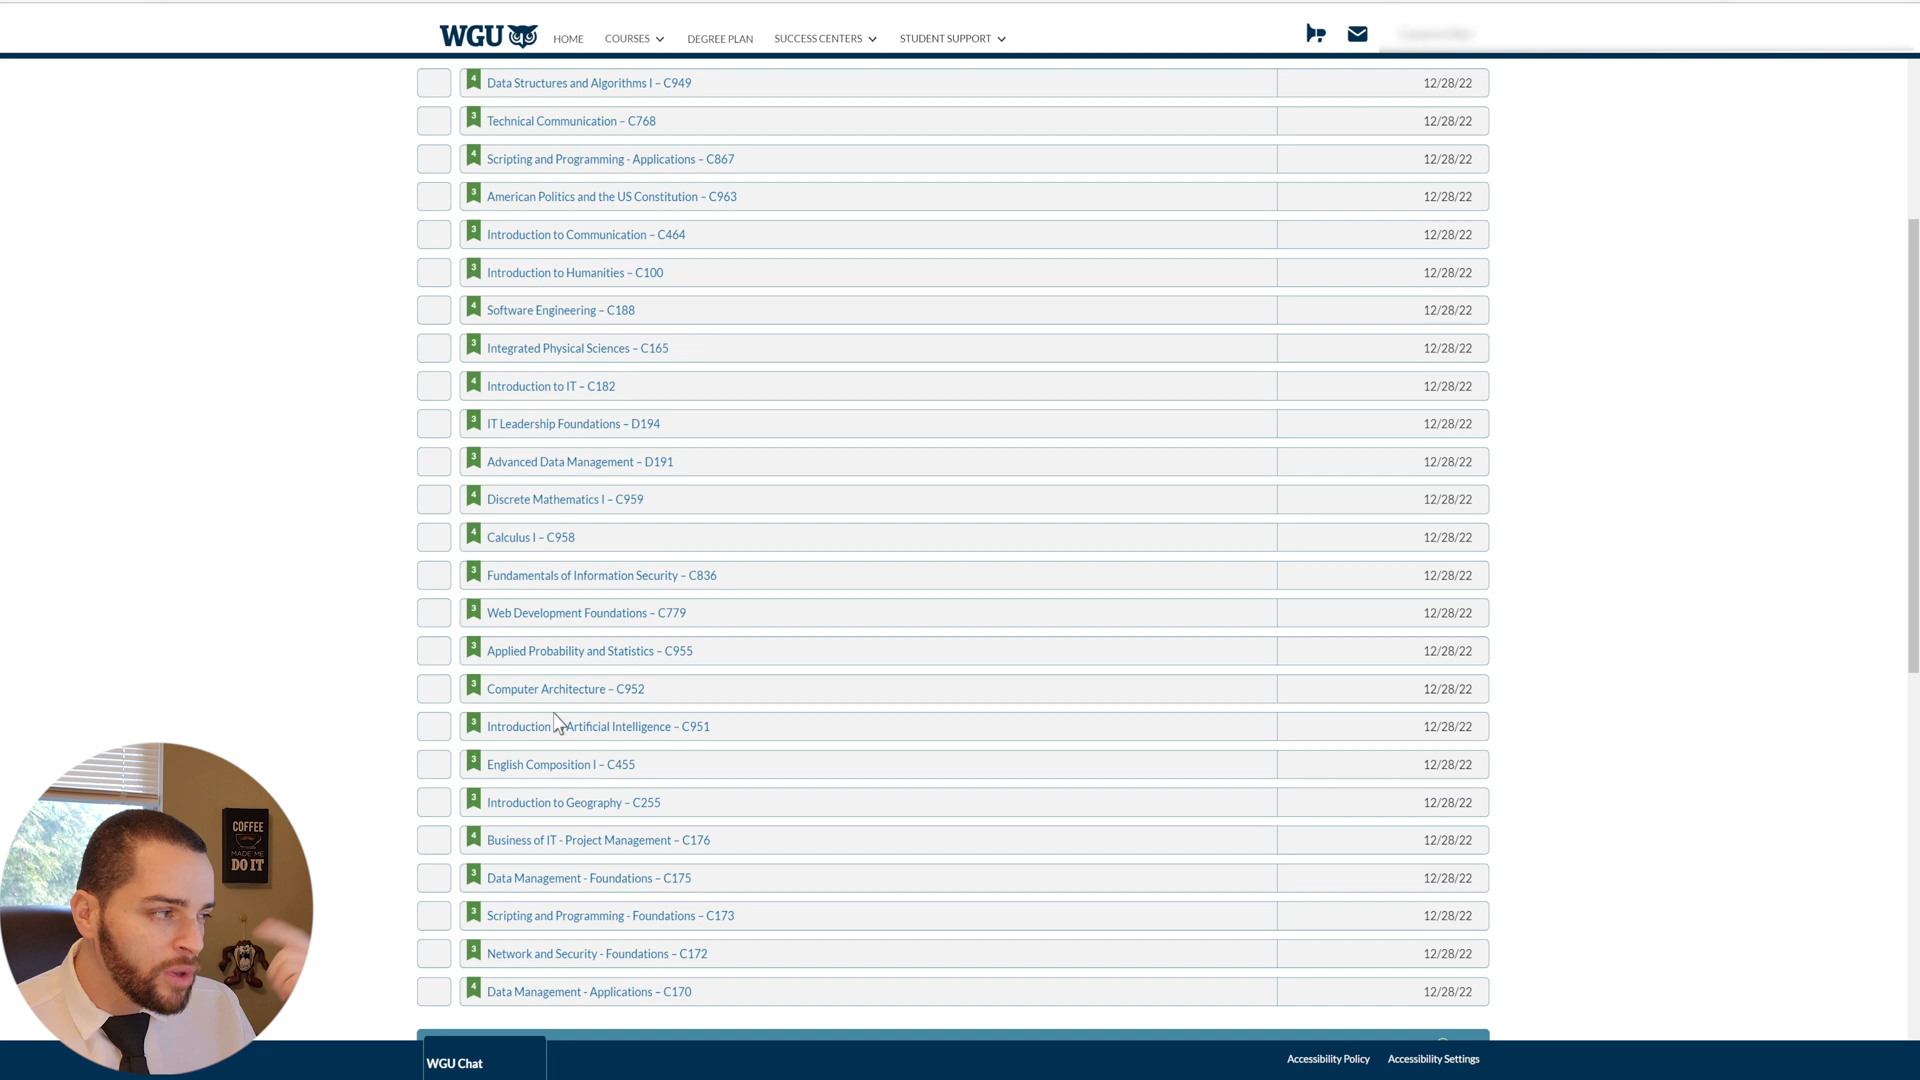 WGU
HOME
COURSES
DEGREE PLAN
SUCCESS CENTERS
STUDENT SUPPORT
4 Data Structures and Algorithms I – C949 12/28/22
3 Technical Communication – C768 12/28/22
4 Scripting and Programming - Applications – C867 12/28/22
3 American Politics and the US Constitution – C963 12/28/22
3 Introduction to Communication – C464 12/28/22
3 Introduction to Humanities – C100 12/28/22
4 Software Engineering – C188 12/28/22
3 Integrated Physical Sciences – C165 12/28/22
4 Introduction to IT – C182 12/28/22
3 IT Leadership Foundations – D194 12/28/22
3 Advanced Data Management – D191 12/28/22
4 Discrete Mathematics I – C959 12/28/22
4 Calculus I – C958 12/28/22
3 Fundamentals of Information Security – C836 12/28/22
3 Web Development Foundations – C779 12/28/22
3 Applied Probability and Statistics – C955 12/28/22
3 Computer Architecture – C952 12/28/22
3 Introduction Artificial Intelligence – C951 12/28/22
3 English Composition I – C455 12/28/22
3 Introduction to Geography – C255 12/28/22
4 Business of IT - Project Management – C176 12/28/22
3 Data Management - Foundations – C175 12/28/22
3 Scripting and Programming - Foundations – C173 12/28/22
3 Network and Security - Foundations – C172 12/28/22
4 Data Management - Applications – C170 12/28/22
COFFEE
MADE ME
DO IT
WGU Chat
Accessibility Policy
Accessibility Settings